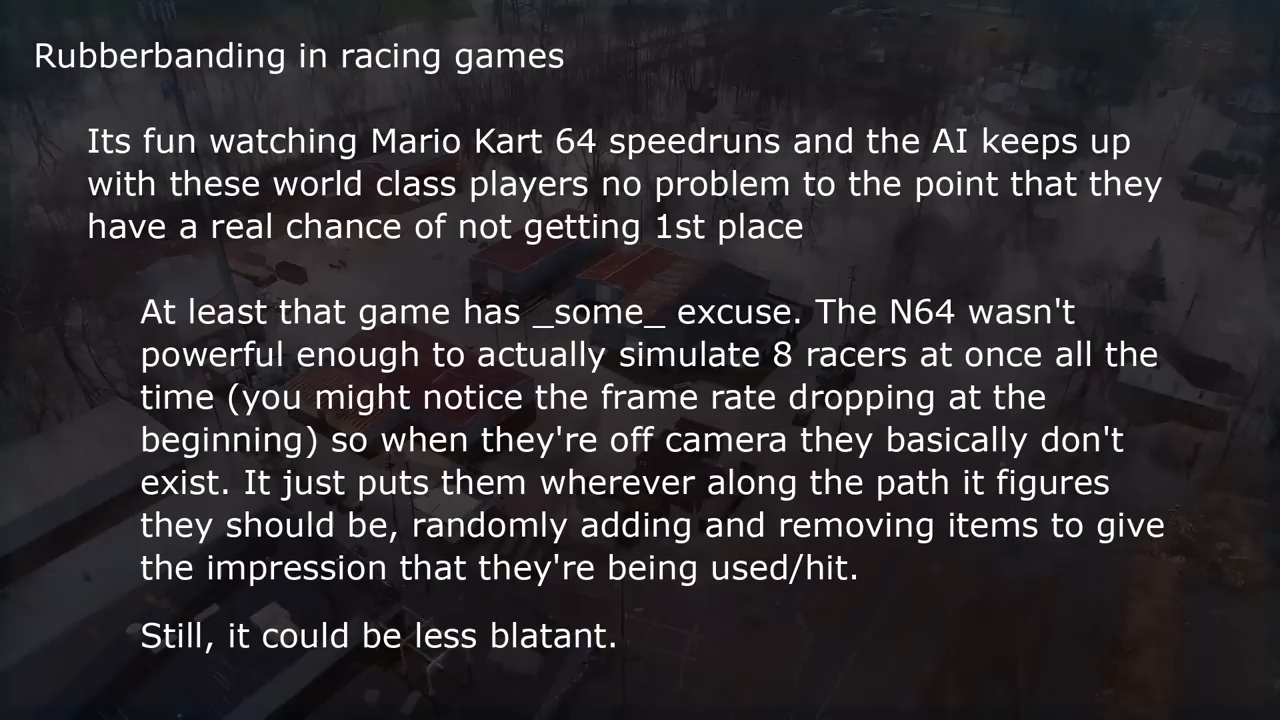 Rubberbanding in racing games
Its fun watching Mario Kart 64 speedruns and the AI keeps up
with these world class players no problem to the point that they
have a real chance of not getting 1st place
At least that game has _some_ excuse. The N64 wasn't
powerful enough to actually simulate 8 racers at once all the
time (you might notice the frame rate dropping at the
beginning) so when they're off camera they basically don't
exist. It just puts them wherever along the path it figures
they should be, randomly adding and removing items to give
the impression that they're being used/hit.
Still, it could be less blatant.